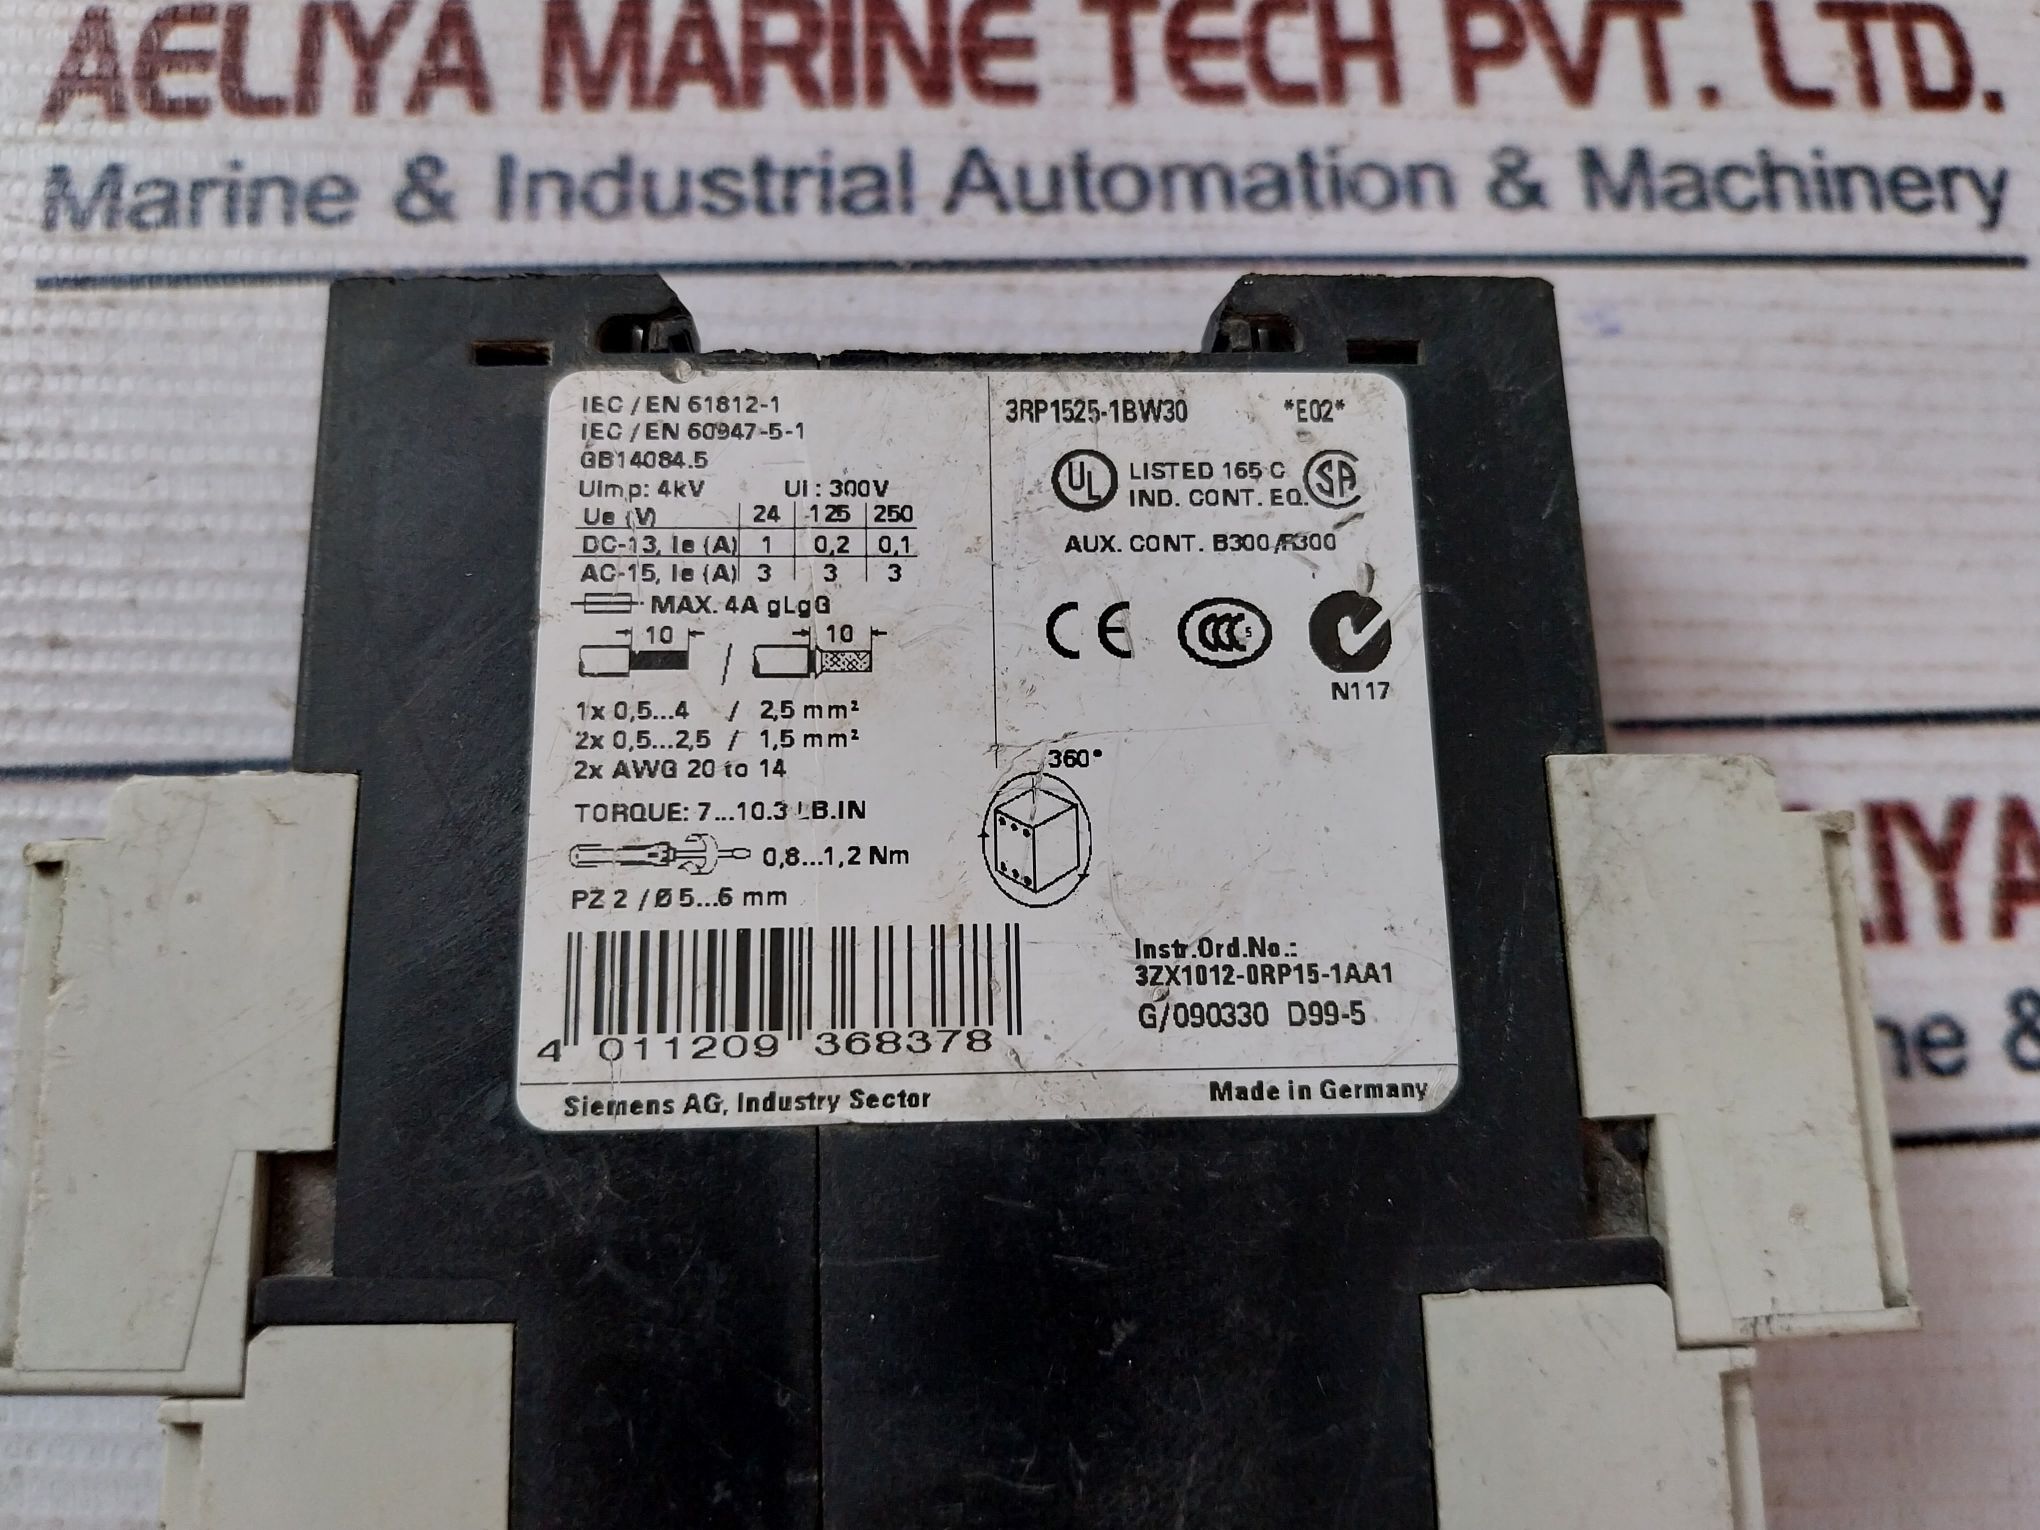 AELIYA MARINE TECH PVT. LTD.
Marine & Industrial Automation & Machinery
IEC / EN 61812-1
IEC / EN 60947-5-1
GB14084.5
UImp: 4kV UI : 300V
Ue (V) 24 125 250
DC-13, Ie (A) 1 0,2 0,1
AC-15, Ie (A) 3 3 3
MAX. 4A gLgG
10 / 10
1x 0,5...4 / 2,5 mm²
2x 0,5...2,5 / 1,5 mm²
2x AWG 20 to 14
TORQUE: 7...10.3 LB.IN
0,8...1,2 Nm
PZ 2 / Ø 5...6 mm
4 011209 368378
3RP1525-1BW30 *E02*
UL LISTED 165 C SA
IND. CONT. EQ.
AUX. CONT. B300/R300
CE CCC S
N117
360°
Instr.Ord.No.:
3ZX1012-0RP15-1AA1
G/090330 D99-5
Siemens AG, Industry Sector Made in Germany
IYA
ne &